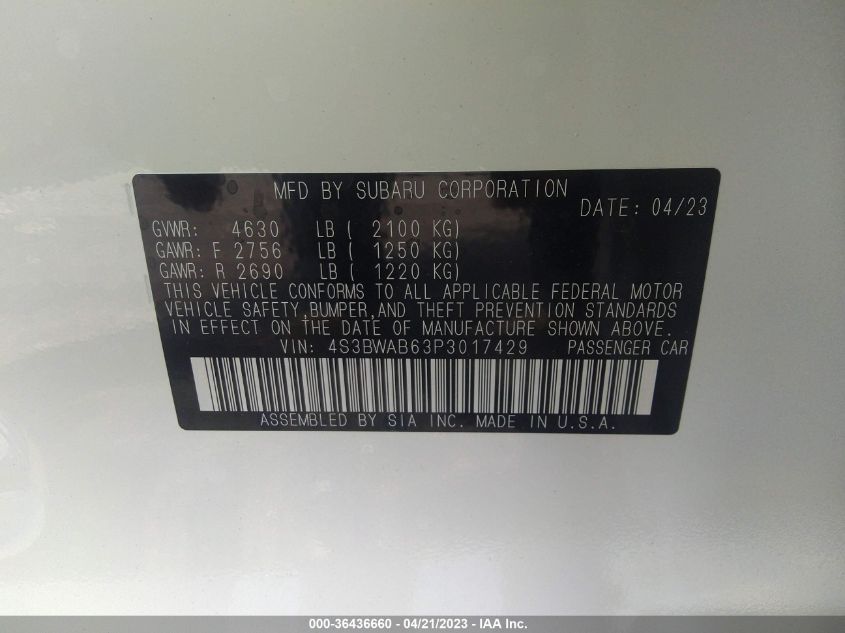 MFD BY SUBARU CORPORATION
DATE: 04/23
GVWR: 4630 LB ( 2100 KG)
GAWR: F 2756 LB ( 1250 KG)
GAWR: R 2690 LB ( 1220 KG)
THIS VEHICLE CONFORMS TO ALL APPLICABLE FEDERAL MOTOR
VEHICLE SAFETY,BUMPER,AND THEFT PREVENTION STANDARDS
IN EFFECT ON THE DATE OF MANUFACTURE SHOWN ABOVE.
VIN: 4S3BWAB63P3017429 PASSENGER CAR
ASSEMBLED BY SIA INC. MADE IN U.S.A.
000-36436660 - 04/21/2023 - IAA Inc.